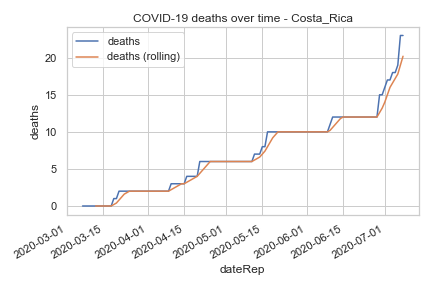 COVID-19 deaths over time - Costa_Rica
deaths
deaths (rolling)
20
15
10
5
0
deaths
2020-03-01
2020-03-15
2020-04-01
2020-04-15
2020-05-01
2020-05-15
2020-06-01
2020-06-15
2020-07-01
dateRep